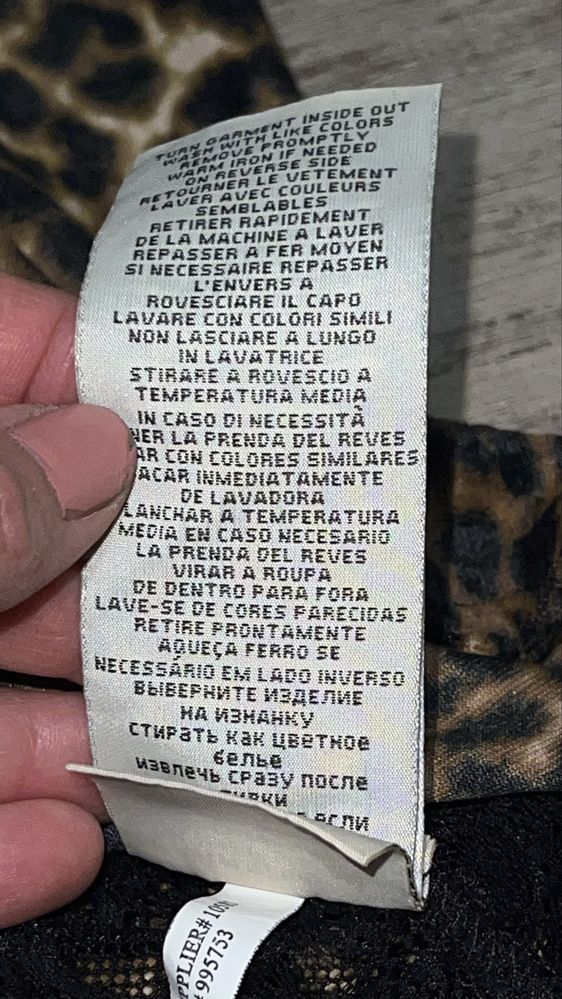 TURN GARMENT INSIDE OUT
WASH WITH LIKE COLORS
REMOVE PROMPTLY
WARM IRON IF NEEDED
ON REVERSE SIDE
RETOURNER LE VETEMENT
LAVER AVEC COULEURS
SEMBLABLES
RETIRER RAPIDEMENT
DE LA MACHINE A LAVER
REPASSER A FER MOYEN
SI NECESSAIRE REPASSER
L'ENVERS A
ROVESCIARE IL CAPO
LAVARE CON COLORI SIMILI
NON LASCIARE A LUNGO
IN LAVATRICE
STIRARE A ROVESCIO A
TEMPERATURA MEDIA
IN CASO DI NECESSITÀ
NER LA PRENDA DEL REVES
AR CON COLORES SIMILARES
ACAR INMEDIATAMENTE
DE LAVADORA
LANCHAR A TEMPERATURA
MEDIA EN CASO NECESARIO
LA PRENDA DEL REVES
VIRAR A ROUPA
DE DENTRO PARA FORA
LAVE-SE DE CORES PARECIDAS
RETIRE PRONTAMENTE
AQUEÇA FERRO SE
NECESSÁRIO EM LADO INVERSO
ВЫВЕРНИТЕ ИЗДЕЛИЕ
НА ИЗНАНКУ
СТИРАТЬ КАК ЦВЕТНОЕ
БЕЛЬЕ
ИЗВЛЕЧЬ СРАЗУ ПОСЛЕ
PPLIER#
995753